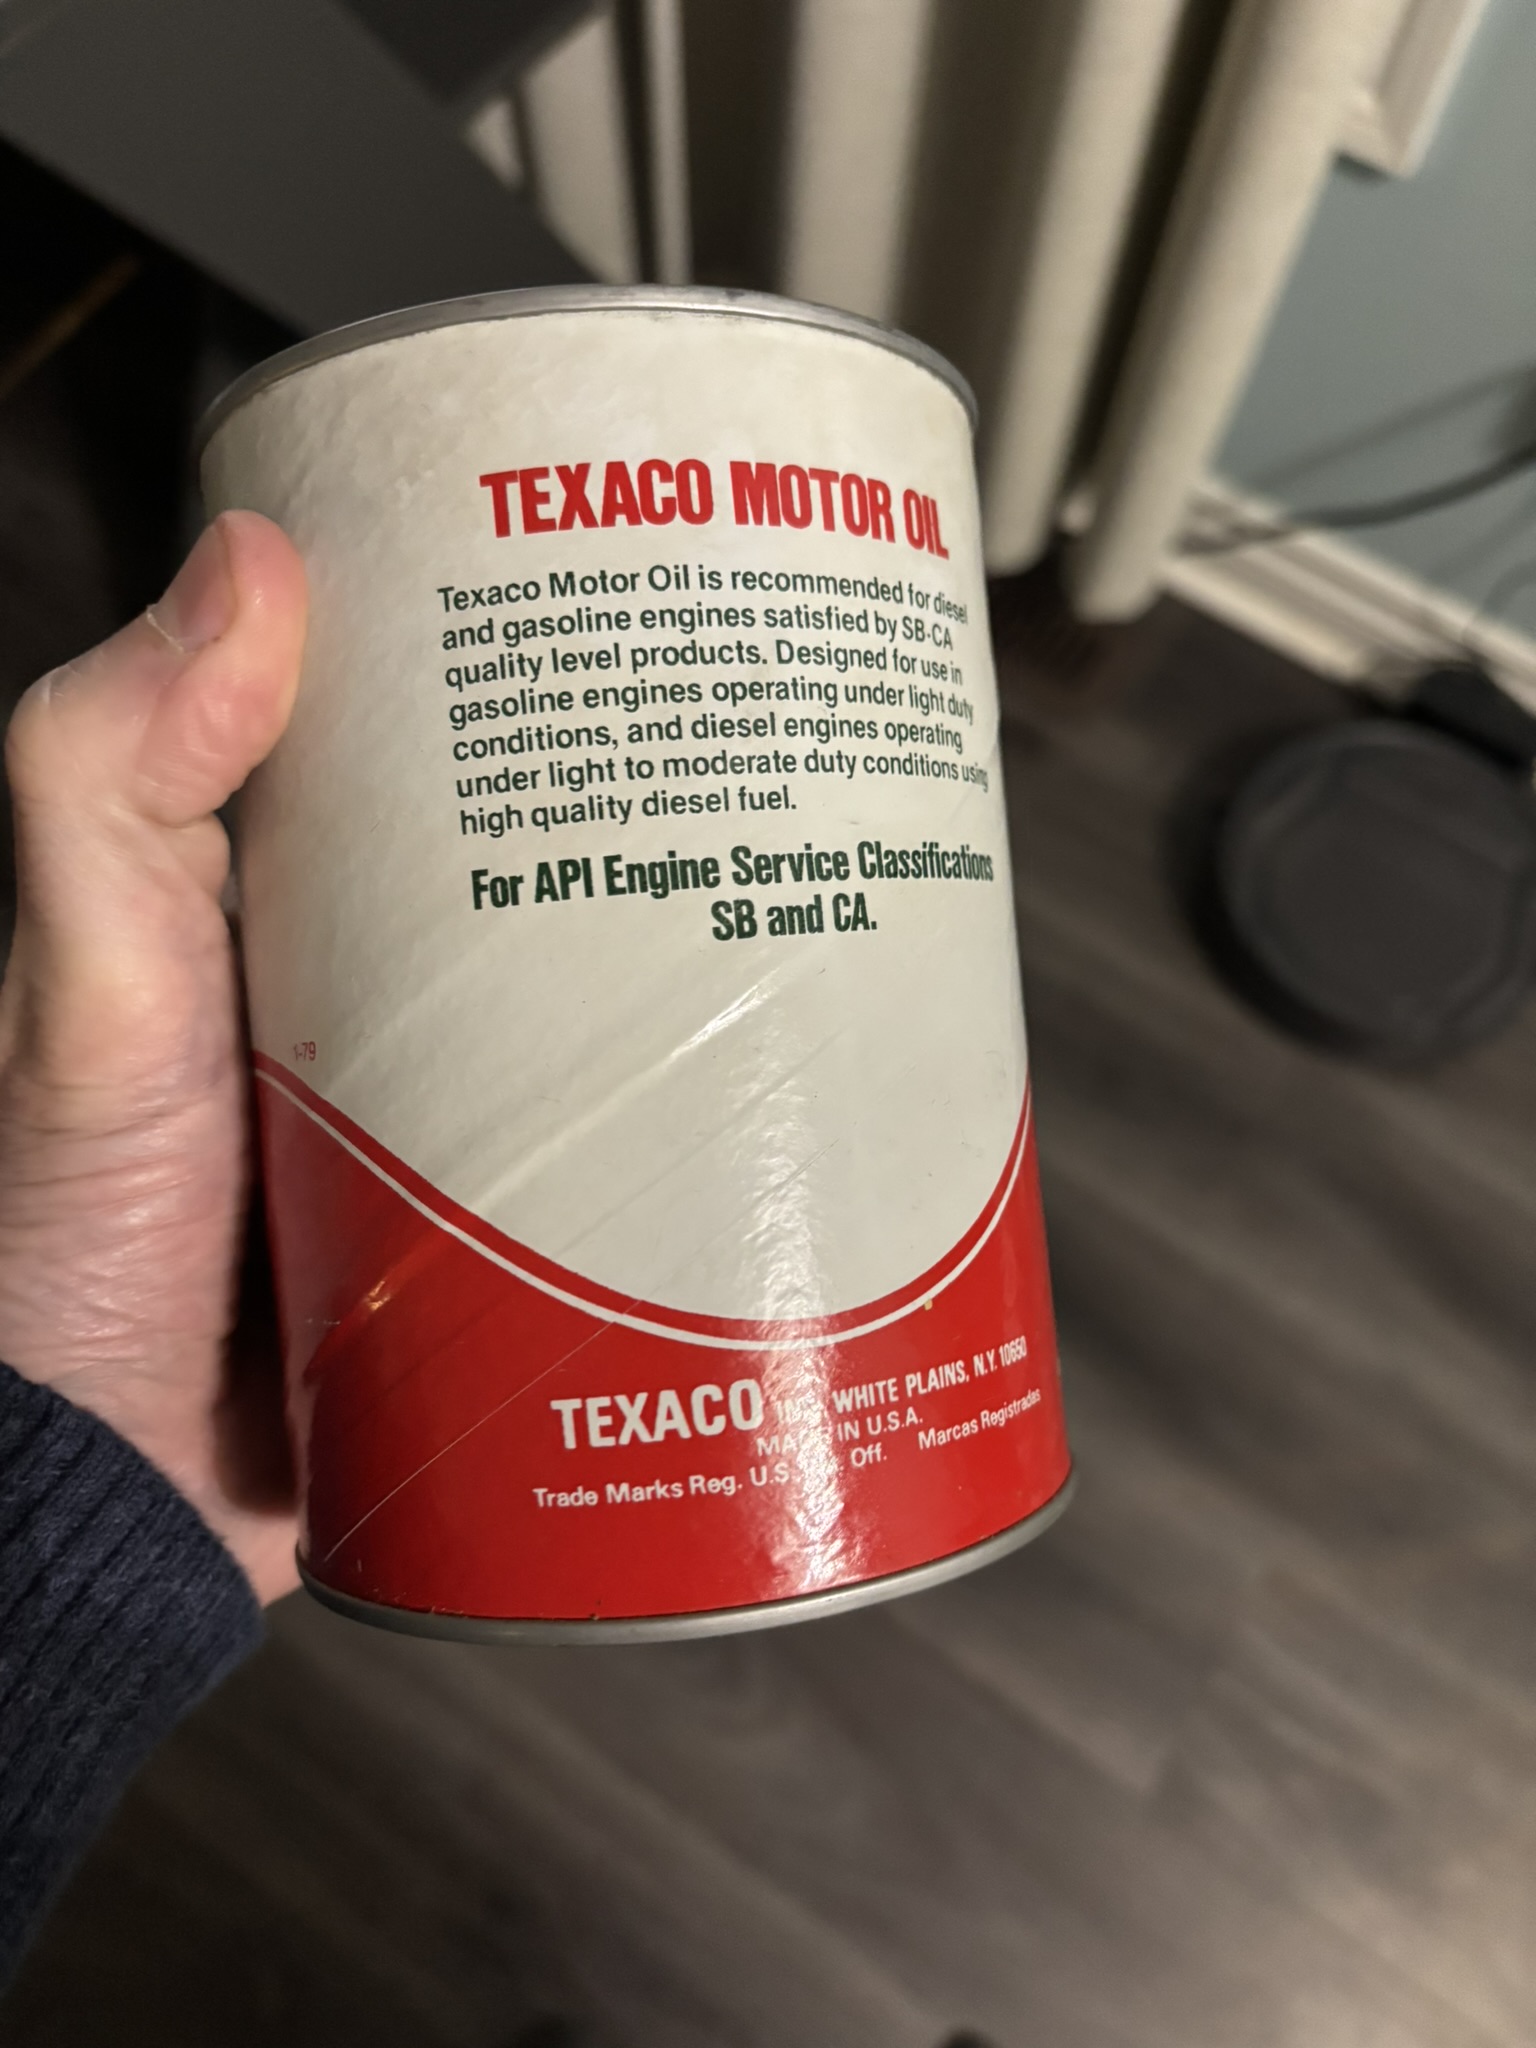 TEXACO MOTOR OIL
Texaco Motor Oil is recommended for diesel
and gasoline engines satisfied by SB-CA
quality level products. Designed for use in
gasoline engines operating under light duty
conditions, and diesel engines operating
under light to moderate duty conditions using
high quality diesel fuel.
For API Engine Service Classifications
SB and CA.
1-79
TEXACO WHITE PLAINS, N.Y. 10650
IN U.S.A.
Trade Marks Reg. U.S. Off. Marcas Registradas